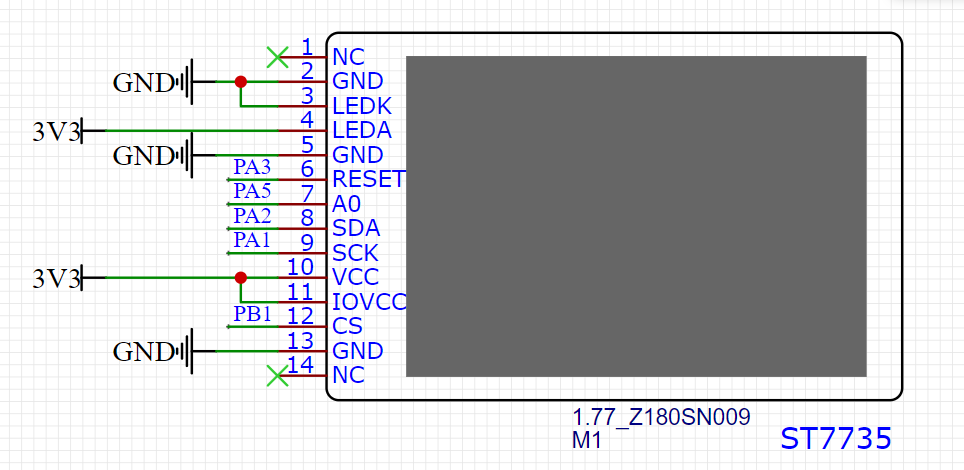 1 NC
GND 2 GND
3 LEDK
3V3 4 LEDA
GND 5 GND
PA3 6 RESET
PA5 7 A0
PA2 8 SDA
PA1 9 SCK
3V3 10 VCC
11 IOVCC
PB1 12 CS
GND 13 GND
14 NC
1.77_Z180SN009
M1
ST7735